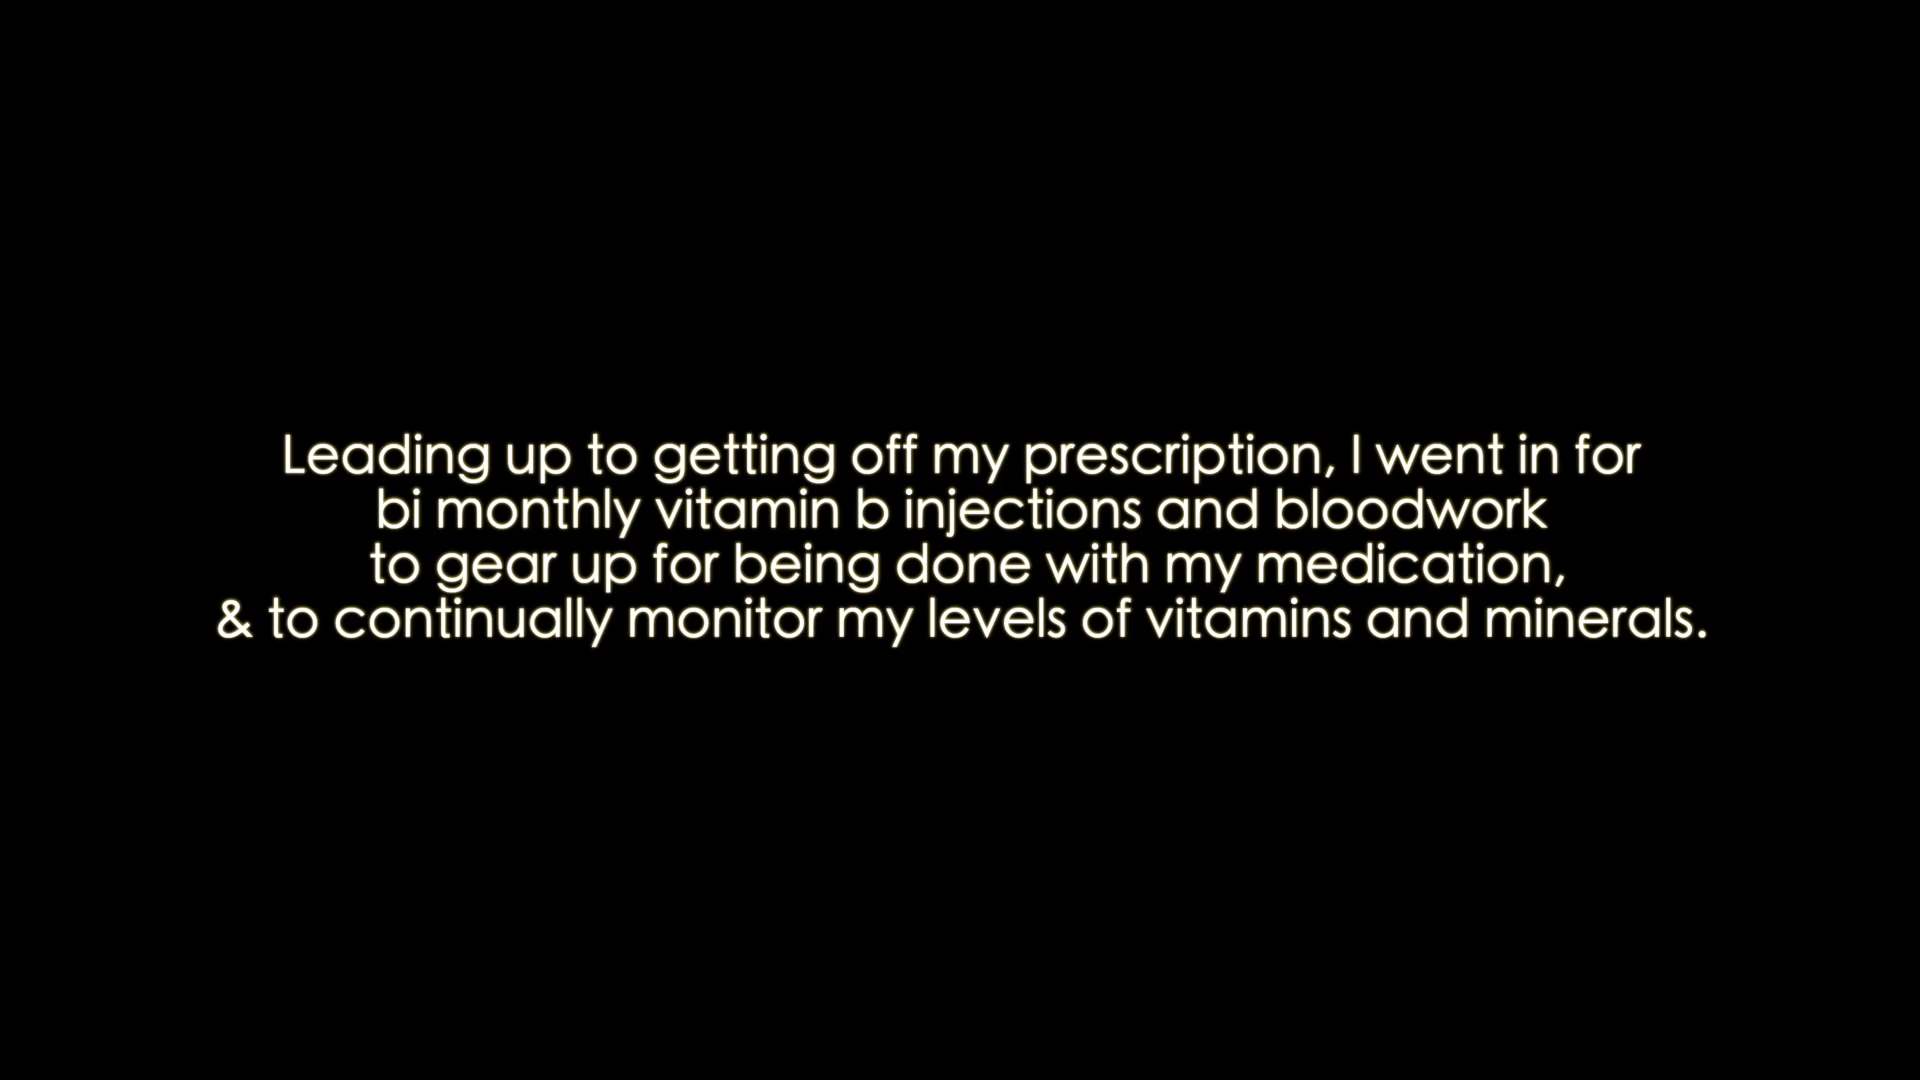 Leading up to getting off my prescription, I went in for
bi monthly vitamin b injections and bloodwork
to gear up for being done with my medication,
& to continually monitor my levels of vitamins and minerals.